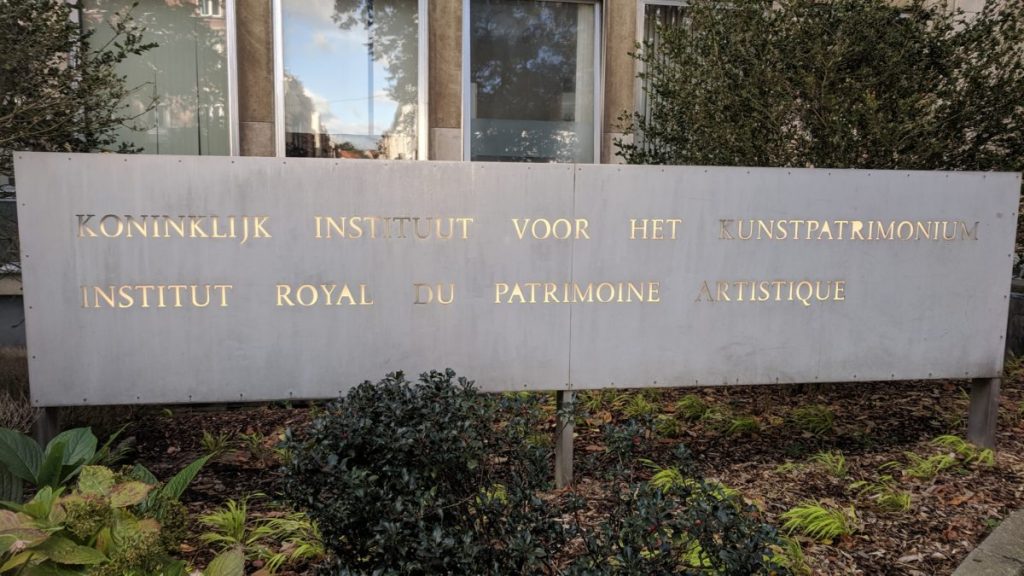 KONINKLIJK INSTITUUT VOOR HET KUNSTPATRIMONIUM
INSTITUT ROYAL DU PATRIMOINE ARTISTIQUE